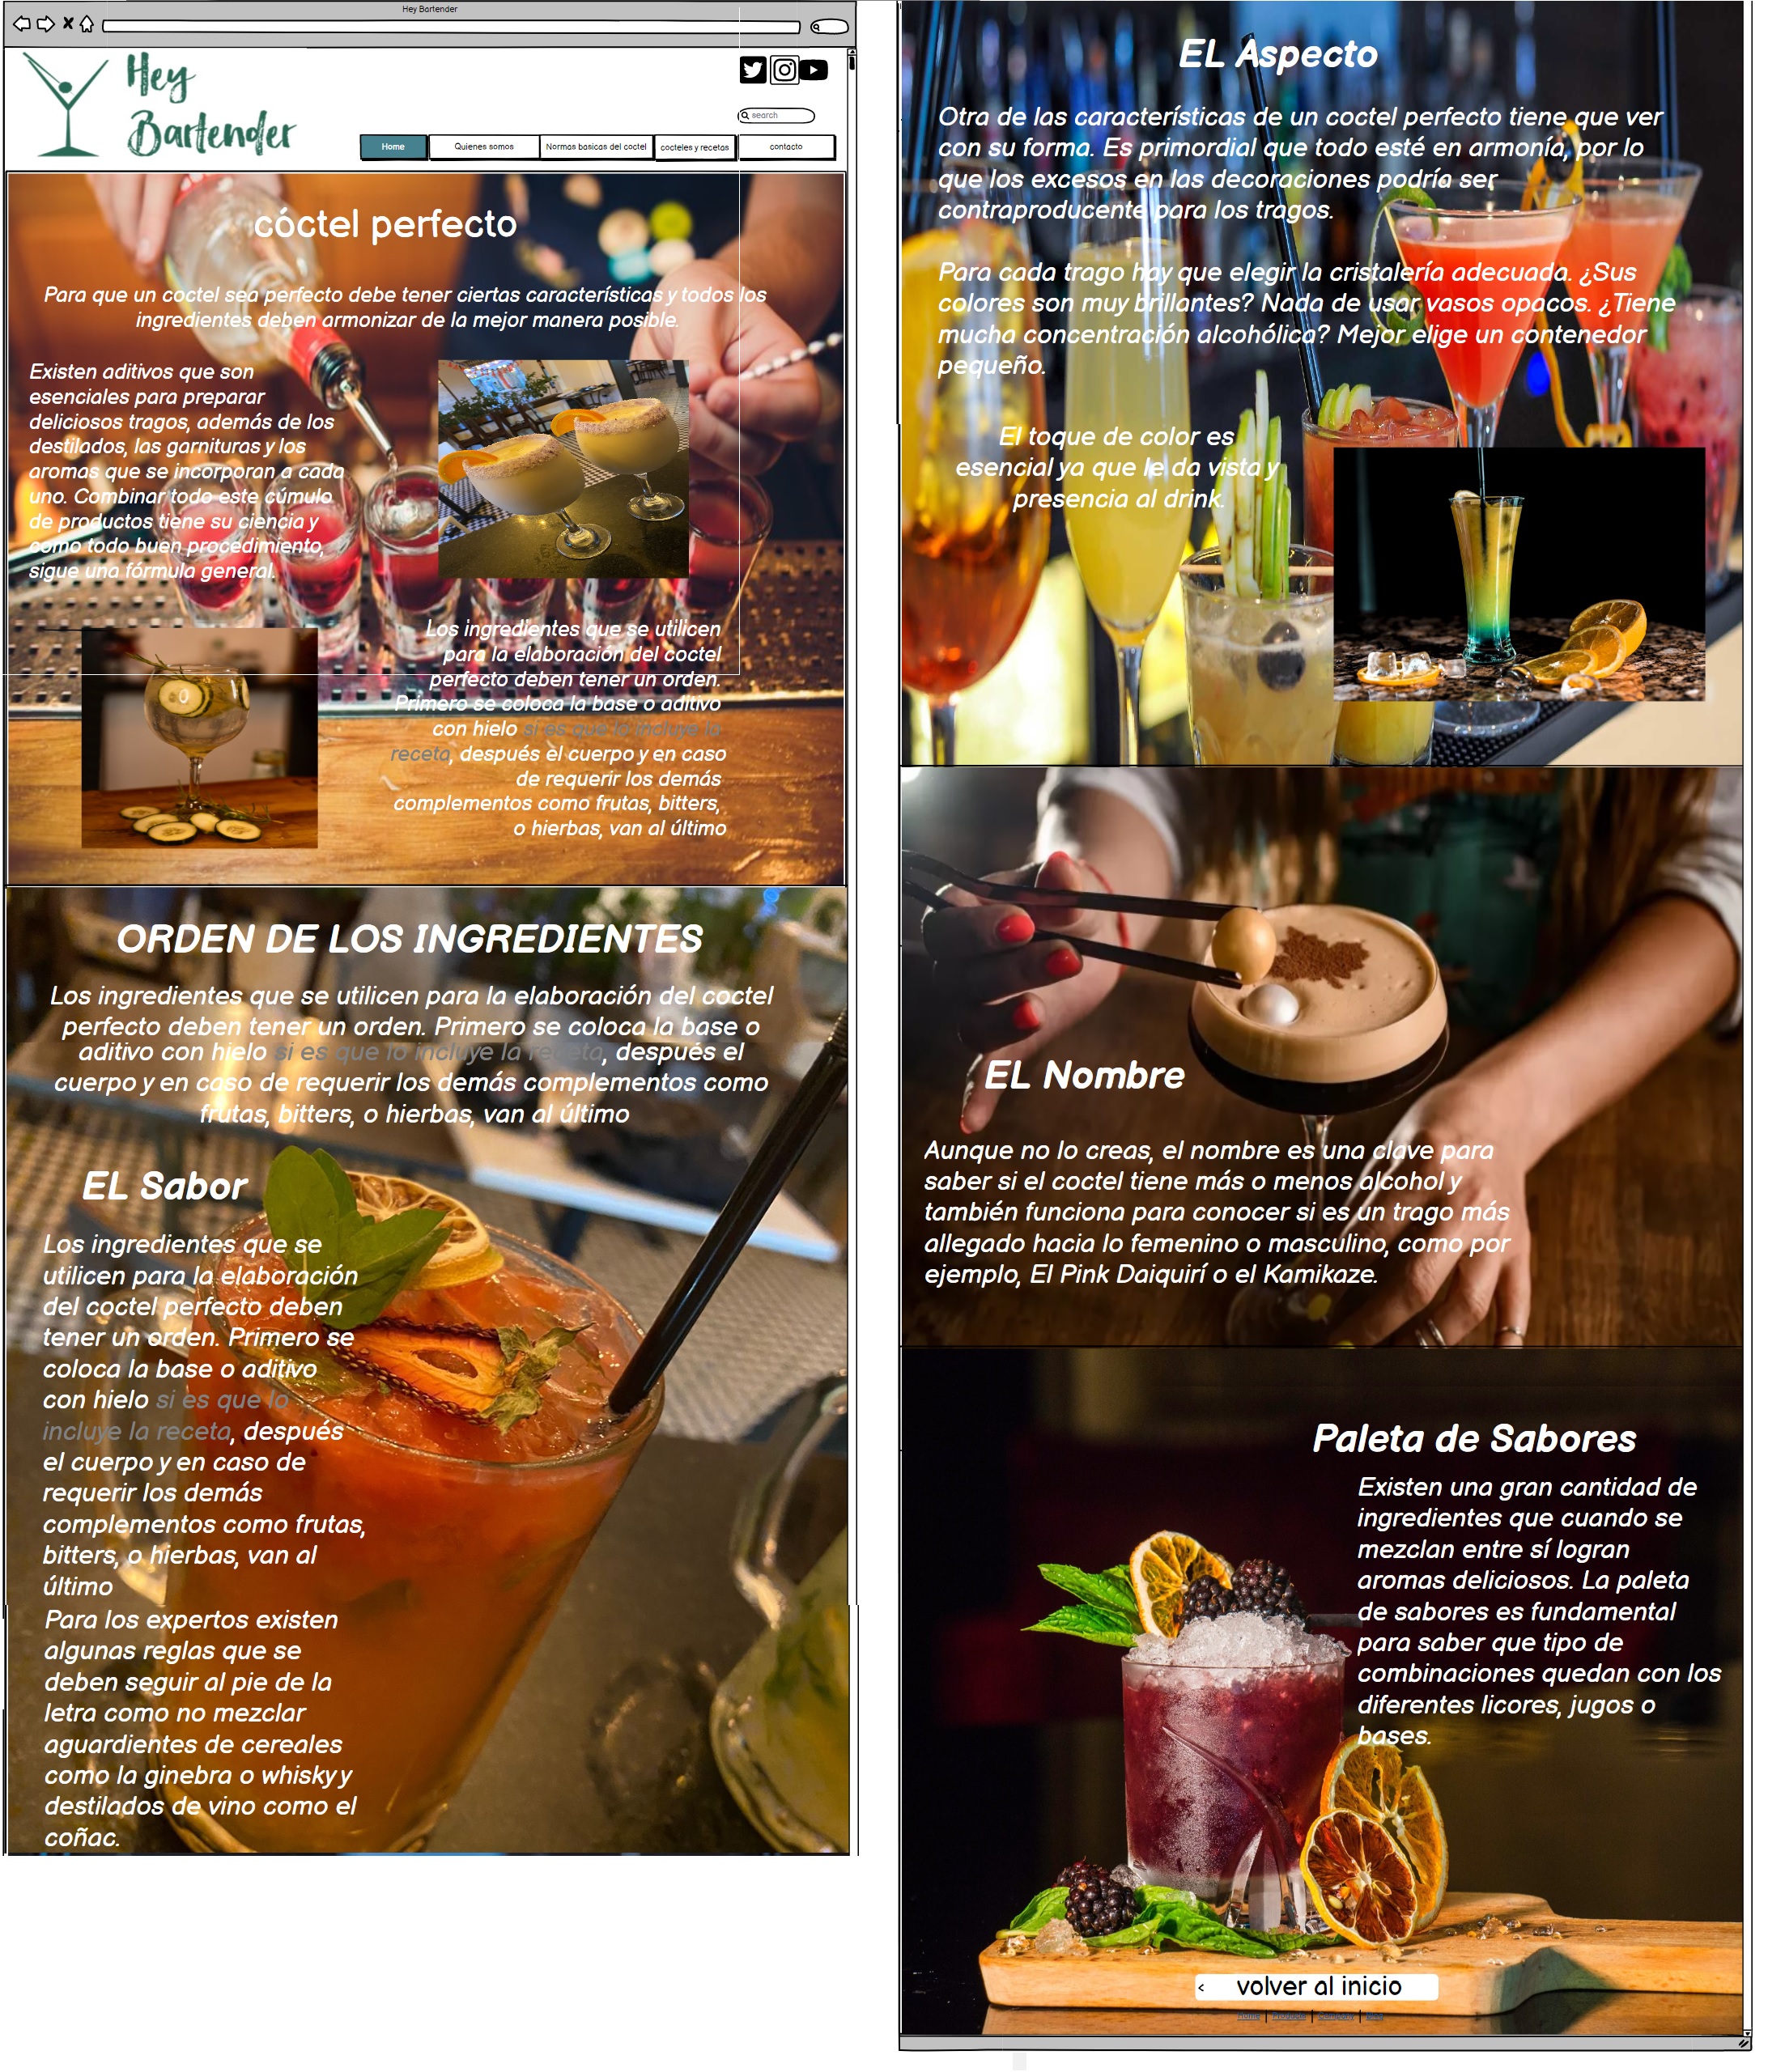 Hey Bartender
Hey
Bartender
search
Home
Quienes somos
Normas basicas del coctel
cocteles y recetas
contacto
cóctel perfecto
Para que un coctel sea perfecto debe tener ciertas características y todos los
ingredientes deben armonizar de la mejor manera posible.
Existen aditivos que son
esenciales para preparar
deliciosos tragos, además de los
destilados, las garnituras y los
aromas que se incorporan a cada
uno. Combinar todo este cúmulo
de productos tiene su ciencia y
como todo buen procedimiento,
sigue una fórmula general.
Los ingredientes que se utilicen
para la elaboración del coctel
perfecto deben tener un orden.
Primero se coloca la base o aditivo
con hielo si es que lo incluye la
receta, después el cuerpo y en caso
de requerir los demás
complementos como frutas, bitters,
o hierbas, van al último
ORDEN DE LOS INGREDIENTES
Los ingredientes que se utilicen para la elaboración del coctel
perfecto deben tener un orden. Primero se coloca la base o
aditivo con hielo si es que lo incluye la receta, después el
cuerpo y en caso de requerir los demás complementos como
frutas, bitters, o hierbas, van al último
EL Sabor
Los ingredientes que se
utilicen para la elaboración
del coctel perfecto deben
tener un orden. Primero se
coloca la base o aditivo
con hielo si es que lo
incluye la receta, después
el cuerpo y en caso de
requerir los demás
complementos como frutas,
bitters, o hierbas, van al
último
Para los expertos existen
algunas reglas que se
deben seguir al pie de la
letra como no mezclar
aguardientes de cereales
como la ginebra o whisky y
destilados de vino como el
coñac.
EL Aspecto
Otra de las características de un coctel perfecto tiene que ver
con su forma. Es primordial que todo esté en armonía, por lo
que los excesos en las decoraciones podría ser
contraproducente para los tragos.
Para cada trago hay que elegir la cristalería adecuada. ¿Sus
colores son muy brillantes? Nada de usar vasos opacos. ¿Tiene
mucha concentración alcohólica? Mejor elige un contenedor
pequeño.
El toque de color es
esencial ya que le da vista y
presencia al drink.
EL Nombre
Aunque no lo creas, el nombre es una clave para
saber si el coctel tiene más o menos alcohol y
también funciona para conocer si es un trago más
allegado hacia lo femenino o masculino, como por
ejemplo, El Pink Daiquirí o el Kamikaze.
Paleta de Sabores
Existen una gran cantidad de
ingredientes que cuando se
mezclan entre sí logran
aromas deliciosos. La paleta
de sabores es fundamental
para saber que tipo de
combinaciones quedan con los
diferentes licores, jugos o
bases.
< volver al inicio
Home | Products | Company | Blog